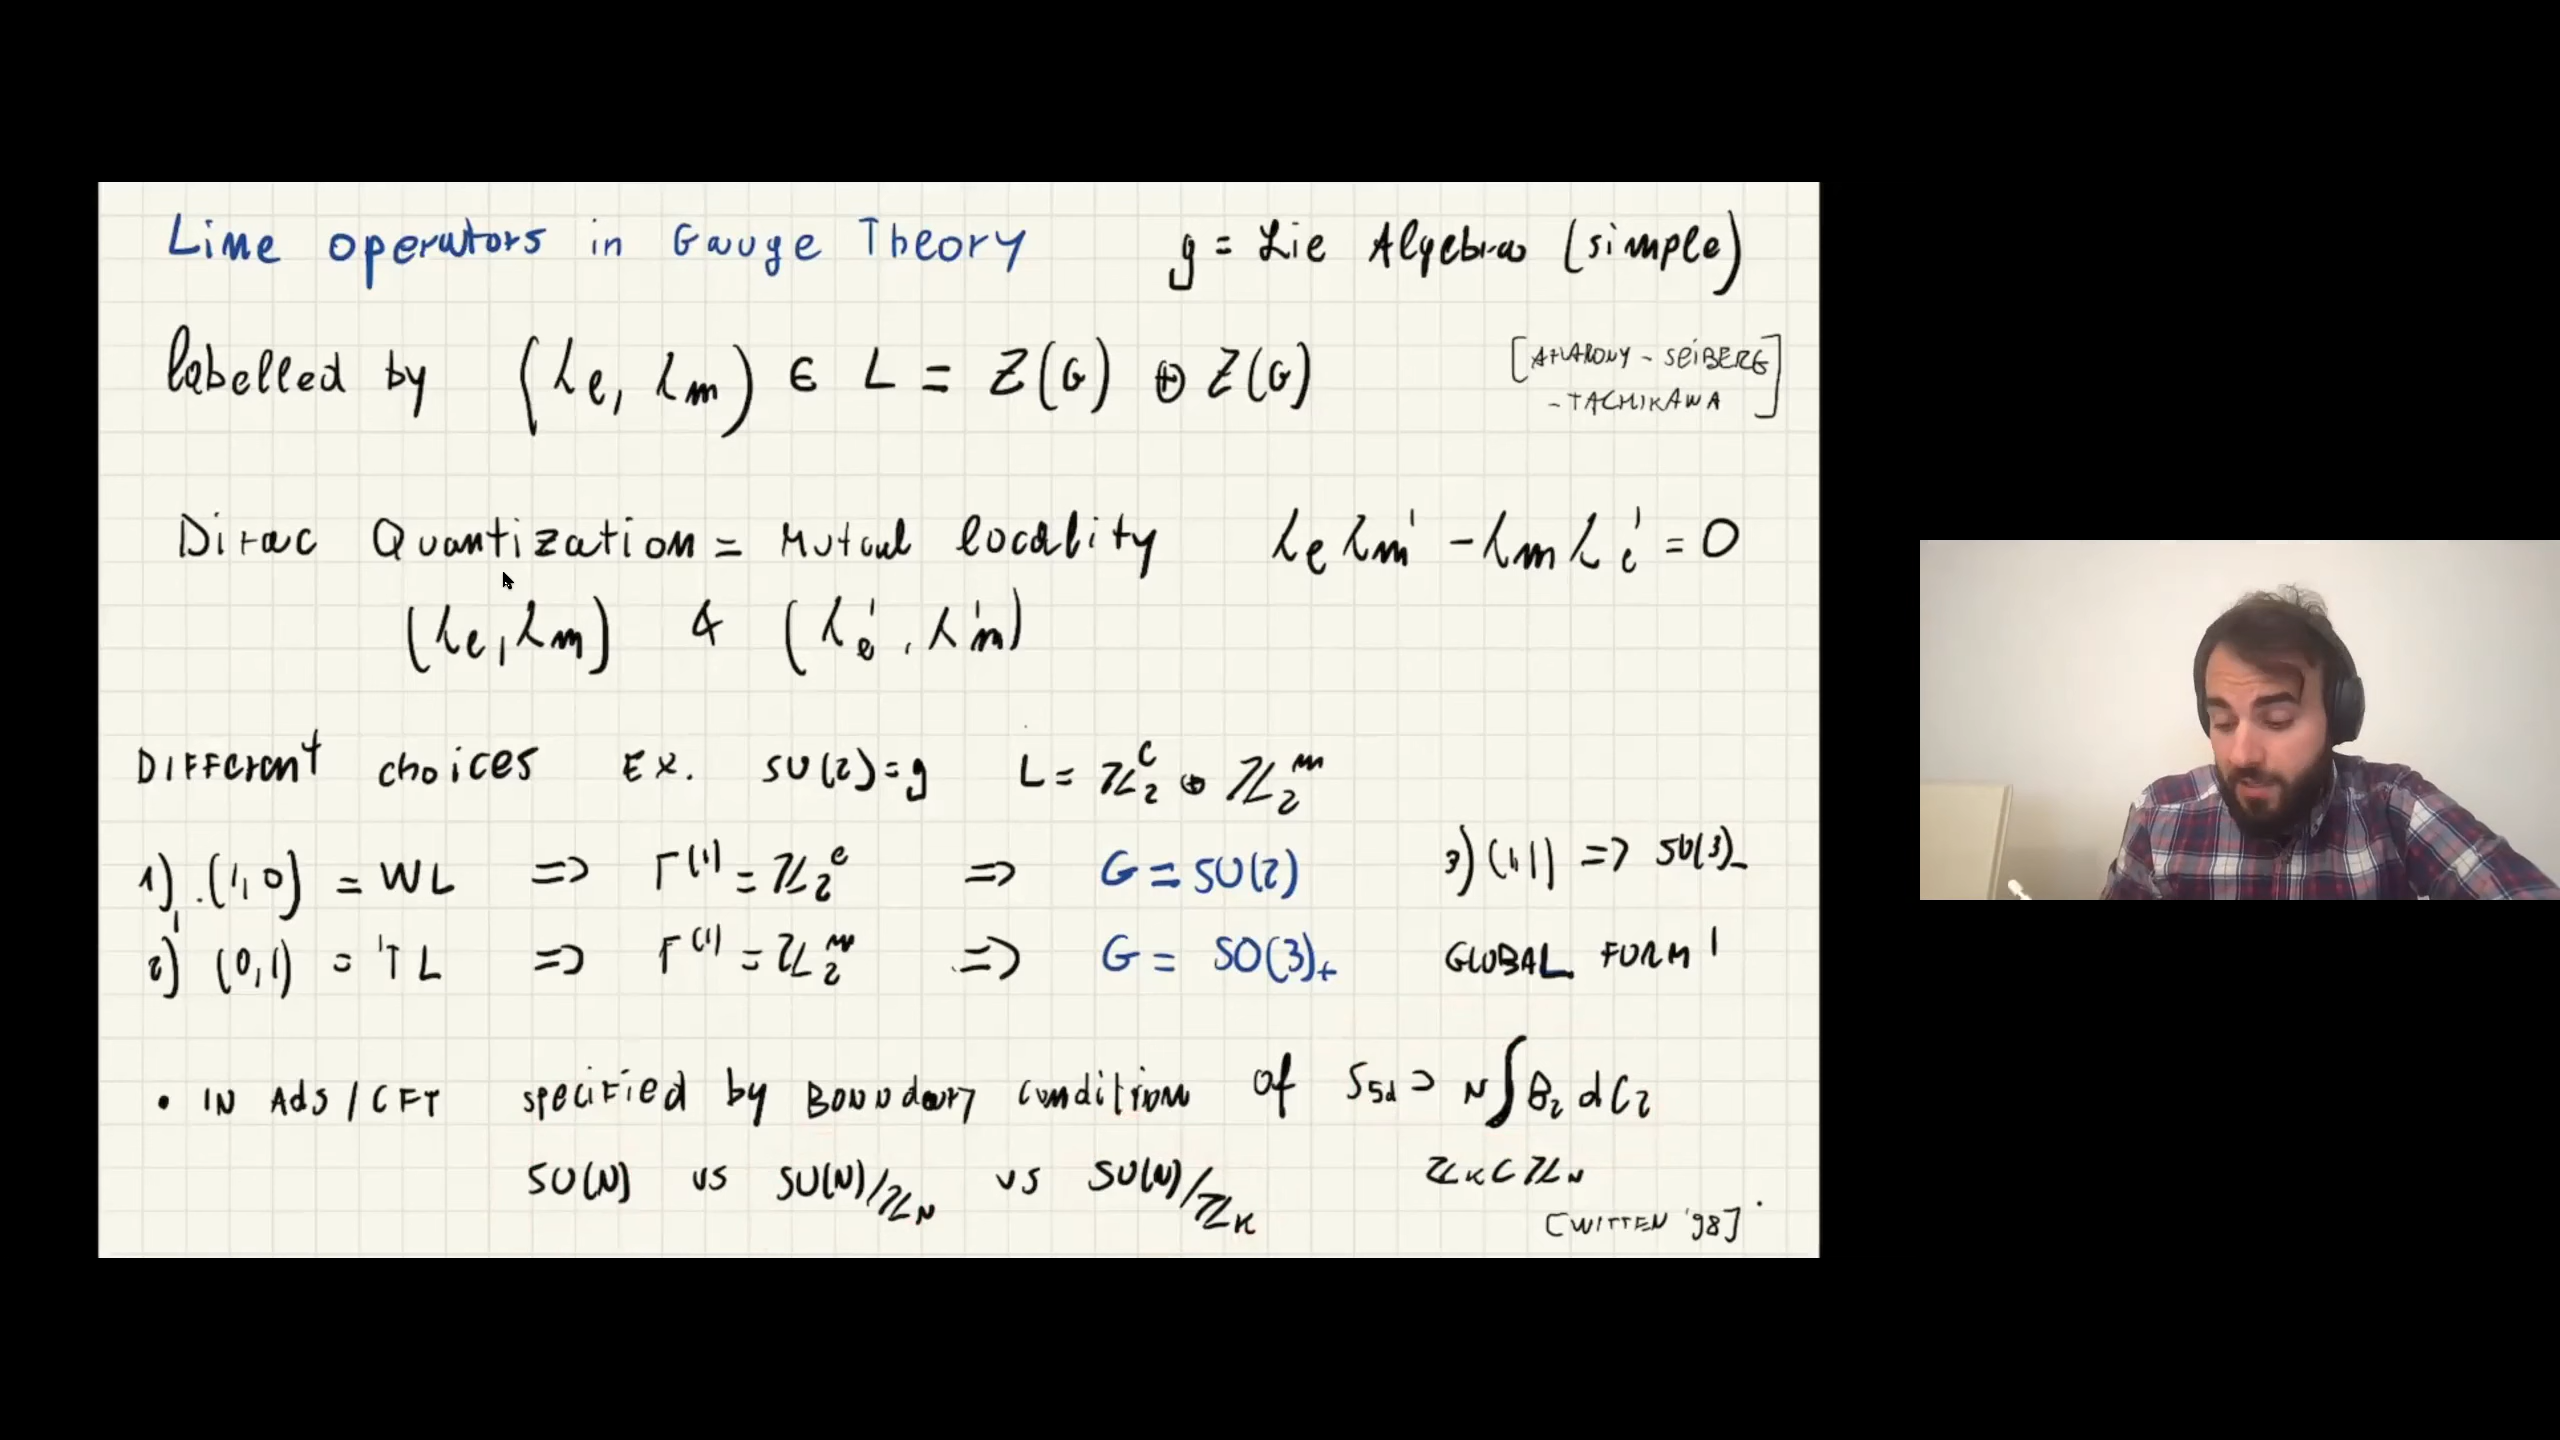 Line operators in Gauge Theory g = Lie Algebra (simple)
labelled by (λe, λm) ∈ L = Z(G) ⊕ Z(G) [AHARONY - SEIBERG
- TACHIKAWA]
Dirac Quantization = Mutual locality λe λm' - λm λe' = 0
(λe, λm) & (λe', λm')
Different choices Ex. SU(2) = g L = ℤ₂ᵉ ⊕ ℤ₂ᵐ
1) (1,0) = WL => Γ⁽¹⁾ = ℤ₂ᵉ => G = SU(2) 3) (1,1) => SU(3)₋
2) (0,1) = 'T L => Γ⁽¹⁾ = ℤ₂ᵐ => G = SO(3)₊ GLOBAL FORM !
• IN AdS/CFT specified by Boundary condition of S₅d ⊃ N∫B₂ dC₂
SU(N) vs SU(N)/ℤN vs SU(N)/ℤK ℤK ⊂ ℤN
[WITTEN '98]